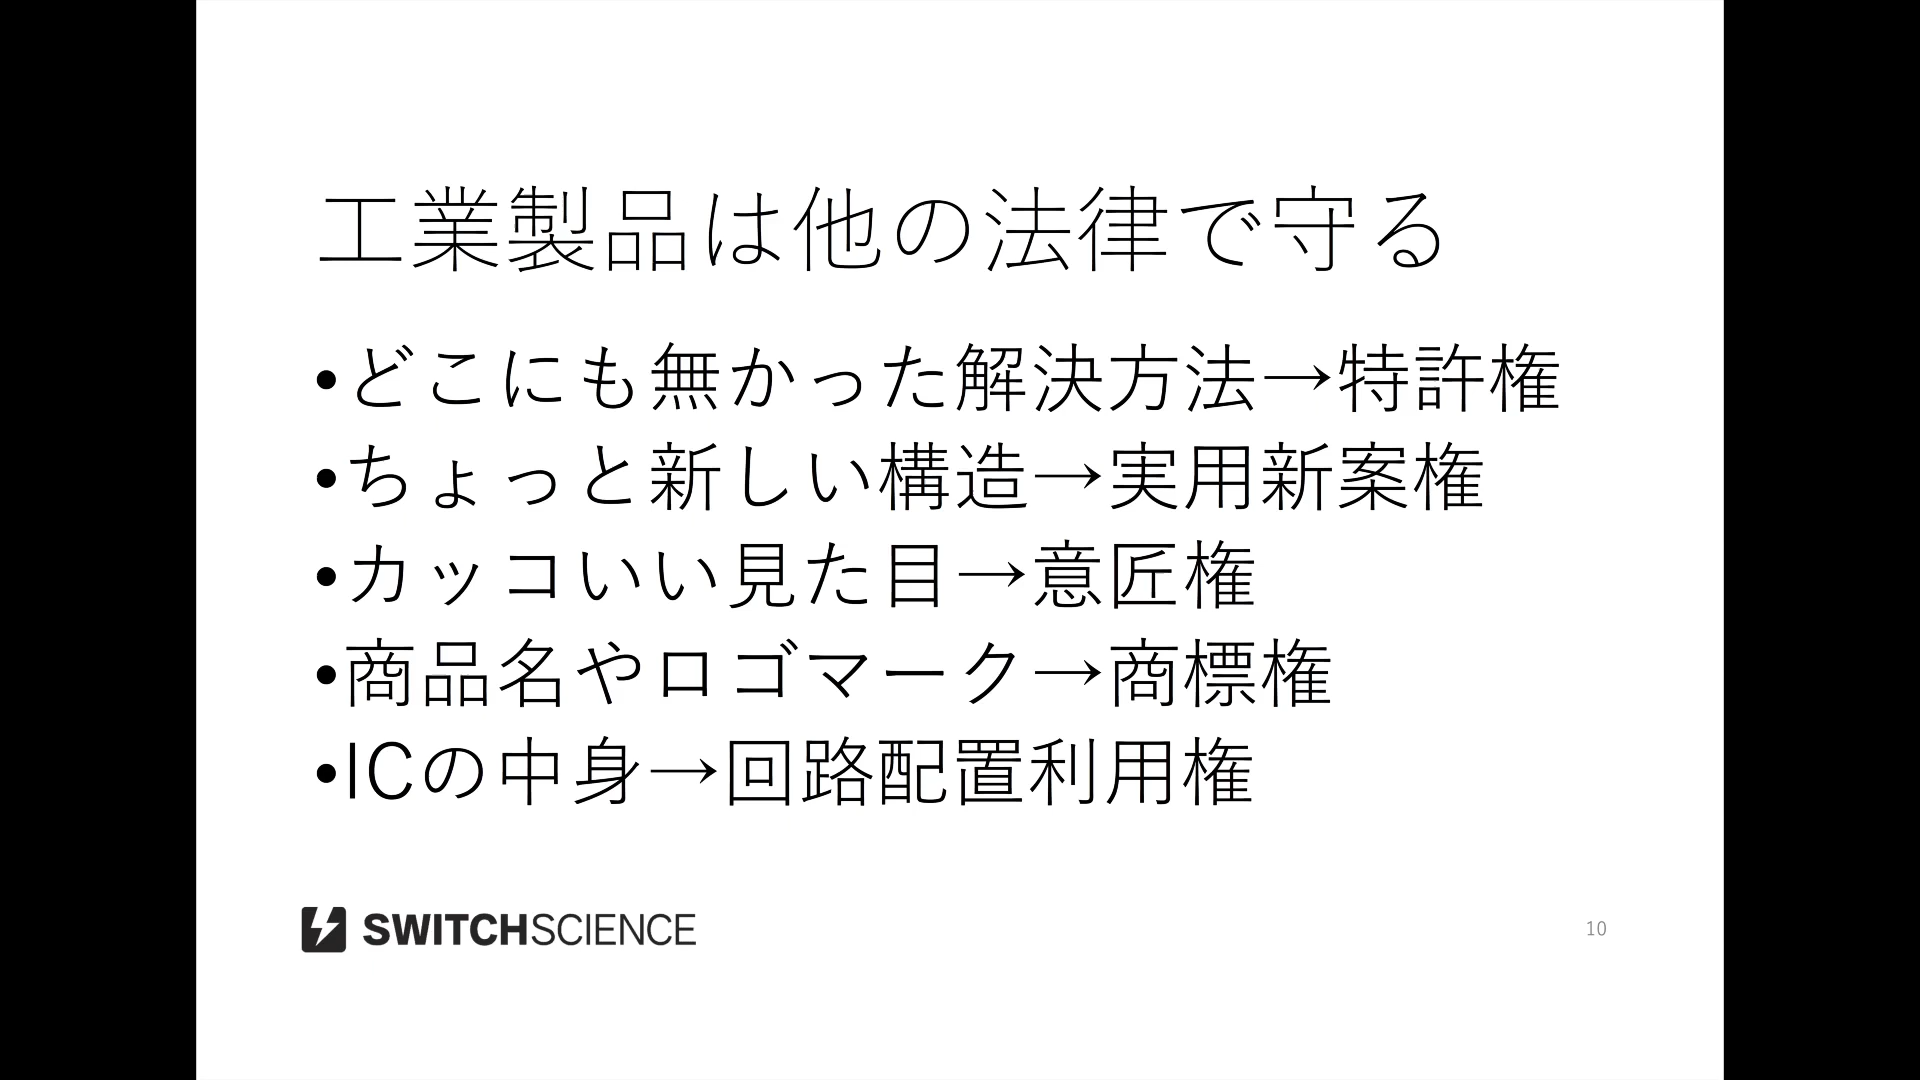 工業製品は他の法律で守る
•どこにも無かった解決方法→特許権
•ちょっと新しい構造→実用新案権
•カッコいい見た目→意匠権
•商品名やロゴマーク→商標権
•ICの中身→回路配置利用権
SWITCHSCIENCE
10